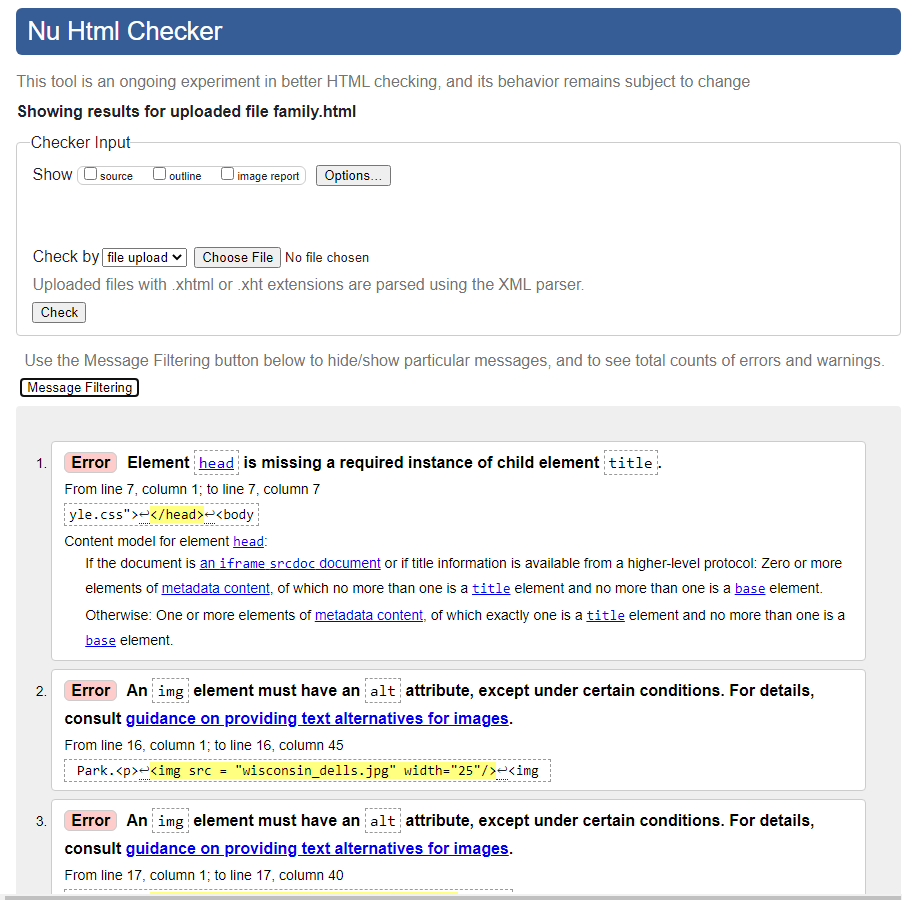 Nu Html Checker
This tool is an ongoing experiment in better HTML checking, and its behavior remains subject to change
Showing results for uploaded file family.html
Checker Input
Show source outline image report Options...
Check by file upload Choose File No file chosen
Uploaded files with .xhtml or .xht extensions are parsed using the XML parser.
Check
Use the Message Filtering button below to hide/show particular messages, and to see total counts of errors and warnings.
Message Filtering
1. Error Element head is missing a required instance of child element title.
From line 7, column 1; to line 7, column 7
yle.css">↩</head>↩<body
Content model for element head:
If the document is an iframe srcdoc document or if title information is available from a higher-level protocol: Zero or more
elements of metadata content, of which no more than one is a title element and no more than one is a base element.
Otherwise: One or more elements of metadata content, of which exactly one is a title element and no more than one is a
base element.
2. Error An img element must have an alt attribute, except under certain conditions. For details,
consult guidance on providing text alternatives for images.
From line 16, column 1; to line 16, column 45
Park.<p>↩<img src = "wisconsin_dells.jpg" width="25"/>↩<img
3. Error An img element must have an alt attribute, except under certain conditions. For details,
consult guidance on providing text alternatives for images.
From line 17, column 1; to line 17, column 40